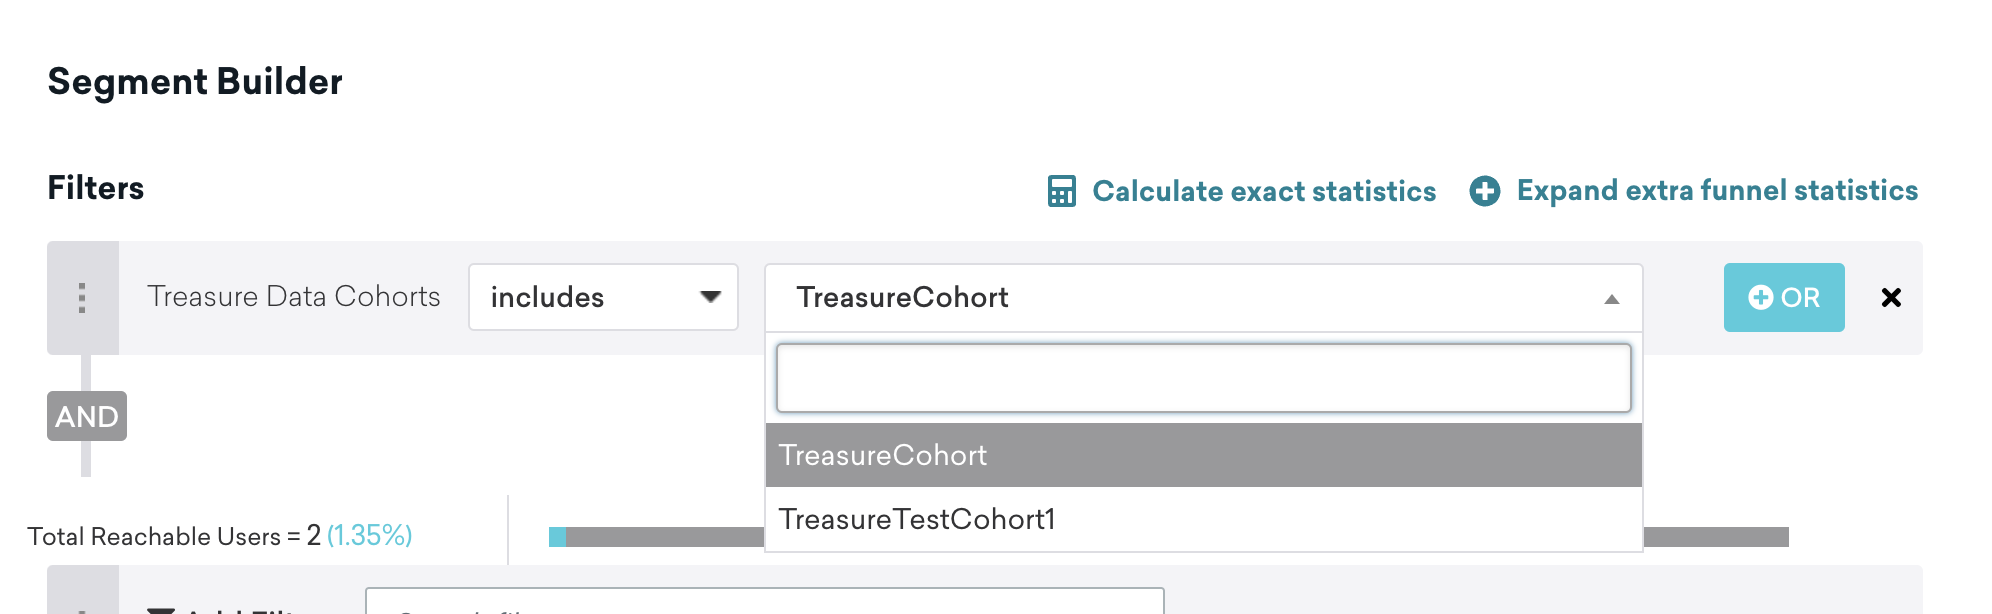 Segment Builder
Filters
Calculate exact statistics
Expand extra funnel statistics
Treasure Data Cohorts
includes
TreasureCohort
OR
TreasureCohort
TreasureTestCohort1
AND
Total Reachable Users = 2 (1.35%)